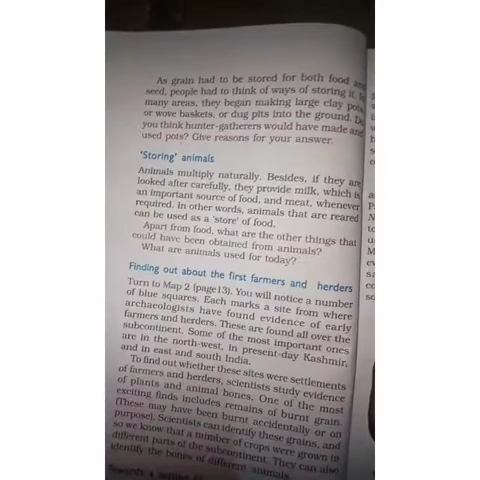 As grain had to be stored for both food and
seed, people had to think of ways of storing it. In
many areas, they began making large clay pots,
or wove baskets, or dug pits into the ground. Do
you think hunter-gatherers would have made and
used pots? Give reasons for your answer.
'Storing' animals
Animals multiply naturally. Besides, if they are
looked after carefully, they provide milk, which is
an important source of food, and meat, whenever
required. In other words, animals that are reared
can be used as a 'store' of food.
Apart from food, what are the other things that
could have been obtained from animals?
What are animals used for today?
Finding out about the first farmers and herders
Turn to Map 2 (page13). You will notice a number
of blue squares. Each marks a site from where
archaeologists have found evidence of early
farmers and herders. These are found all over the
subcontinent. Some of the most important ones
are in the north-west, in present-day Kashmir,
and in east and south India.
To find out whether these sites were settlements
of farmers and herders, scientists study evidence
of plants and animal bones. One of the most
exciting finds includes remains of burnt grain.
(These may have been burnt accidentally or on
purpose). Scientists can identify these grains, and
so we know that a number of crops were grown in
different parts of the subcontinent. They can also
identify the bones of different animals.
Towards a settled